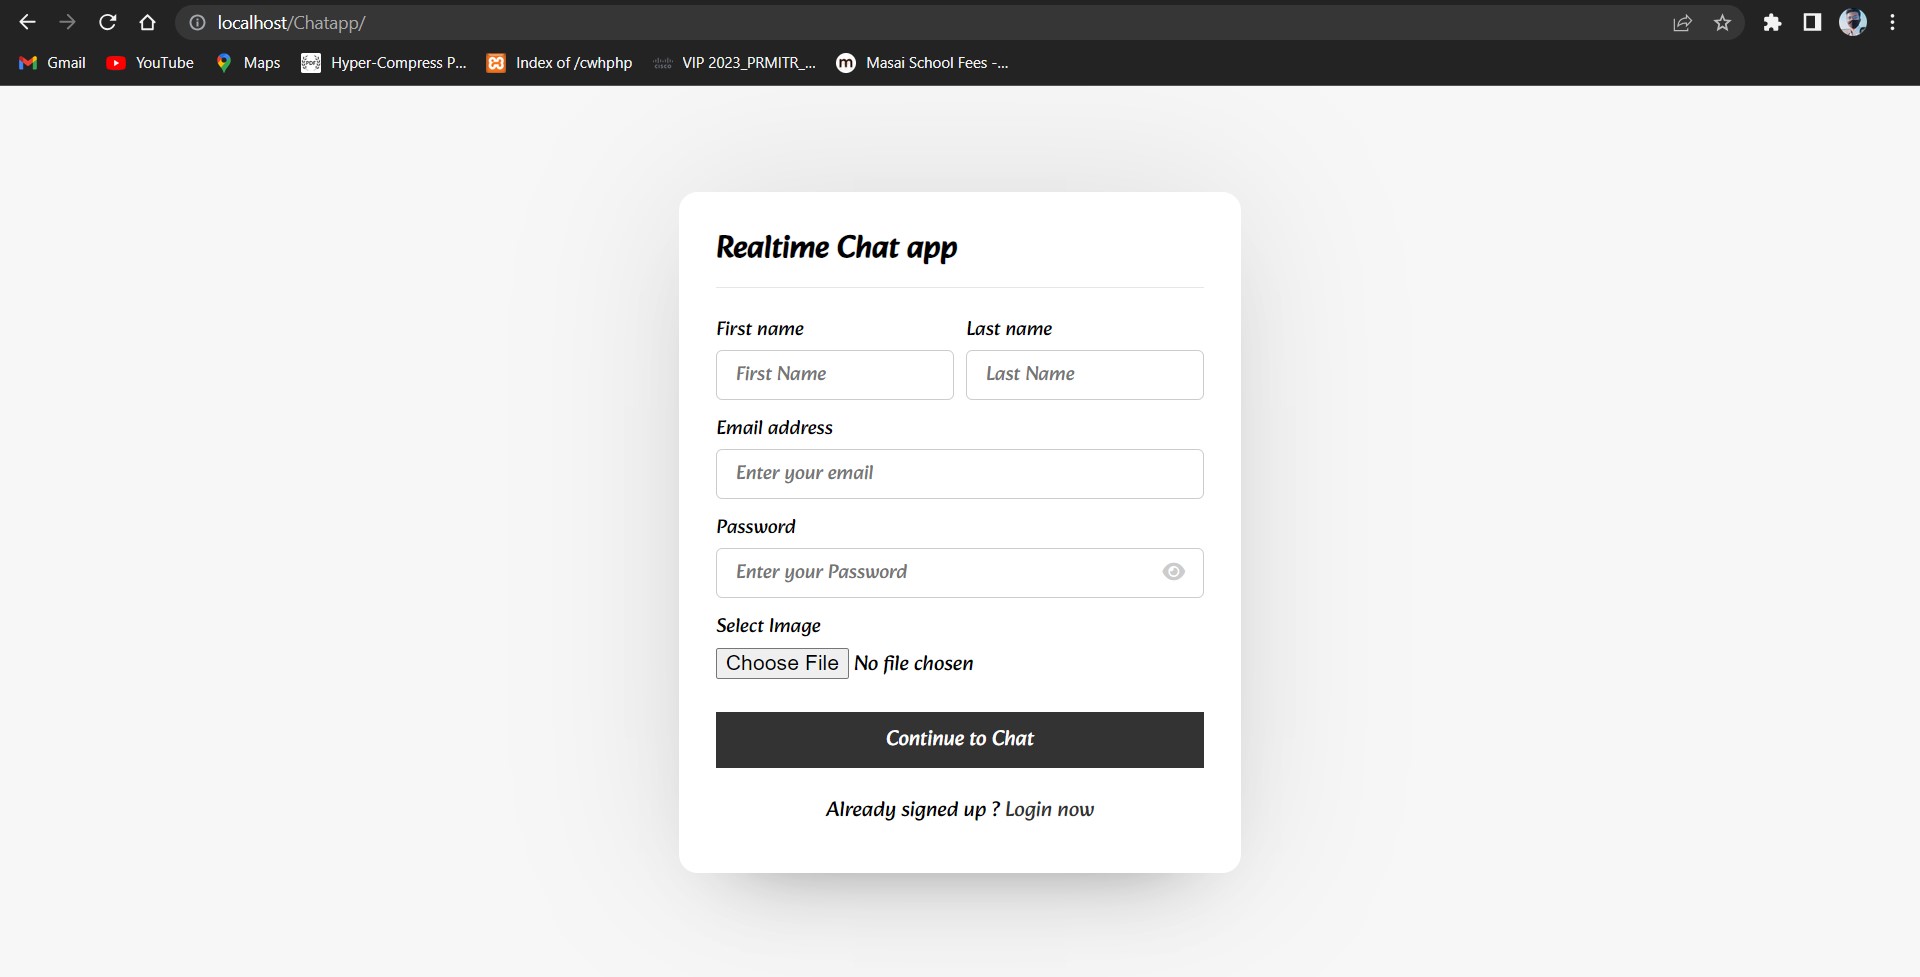 localhost/Chatapp/
Gmail YouTube Maps Hyper-Compress P... Index of /cwhphp VIP 2023_PRMITR_... m Masai School Fees -...
Realtime Chat app
First name Last name
First Name Last Name
Email address
Enter your email
Password
Enter your Password
Select Image
Choose File No file chosen
Continue to Chat
Already signed up ? Login now